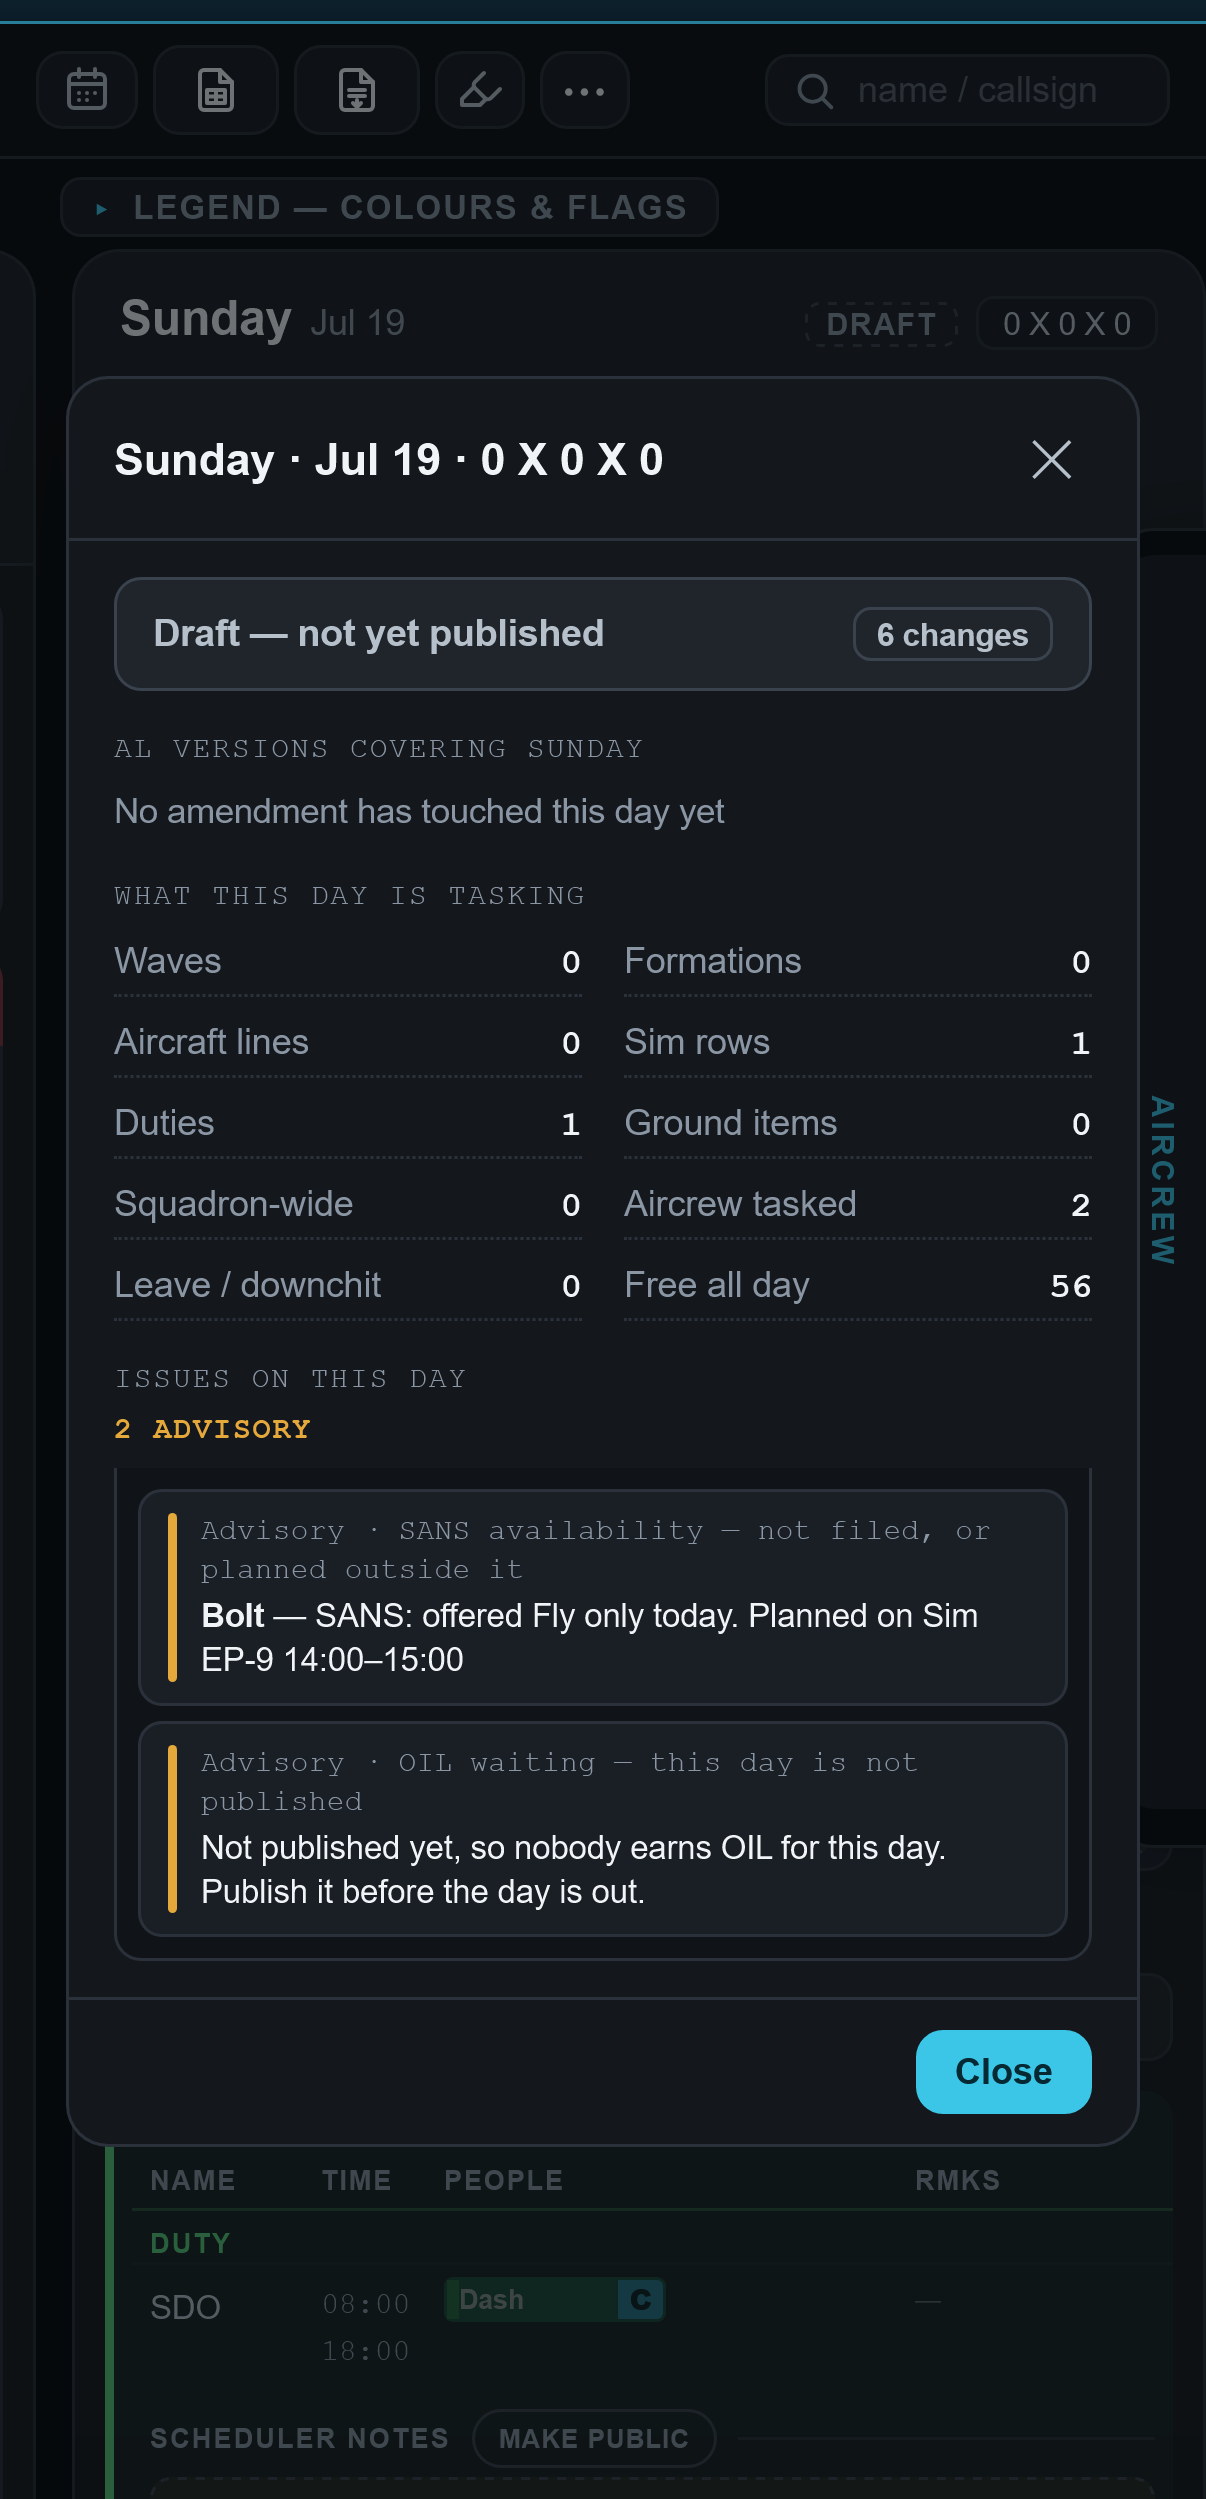 name / callsign
LEGEND — COLOURS & FLAGS
Sunday Jul 19
DRAFT
0 X 0 X 0
Sunday · Jul 19 · 0 X 0 X 0
Draft — not yet published
6 changes
AL VERSIONS COVERING SUNDAY
No amendment has touched this day yet
WHAT THIS DAY IS TASKING
Waves 0
Formations 0
Aircraft lines 0
Sim rows 1
Duties 1
Ground items 0
Squadron-wide 0
Aircrew tasked 2
Leave / downchit 0
Free all day 56
AIRCREW
ISSUES ON THIS DAY
2 ADVISORY
Advisory · SANS availability — not filed, or
planned outside it
Bolt — SANS: offered Fly only today. Planned on Sim
EP-9 14:00–15:00
Advisory · OIL waiting — this day is not
published
Not published yet, so nobody earns OIL for this day.
Publish it before the day is out.
Close
NAME TIME PEOPLE RMKS
DUTY
SDO 08:00 Dash C —
18:00
SCHEDULER NOTES MAKE PUBLIC